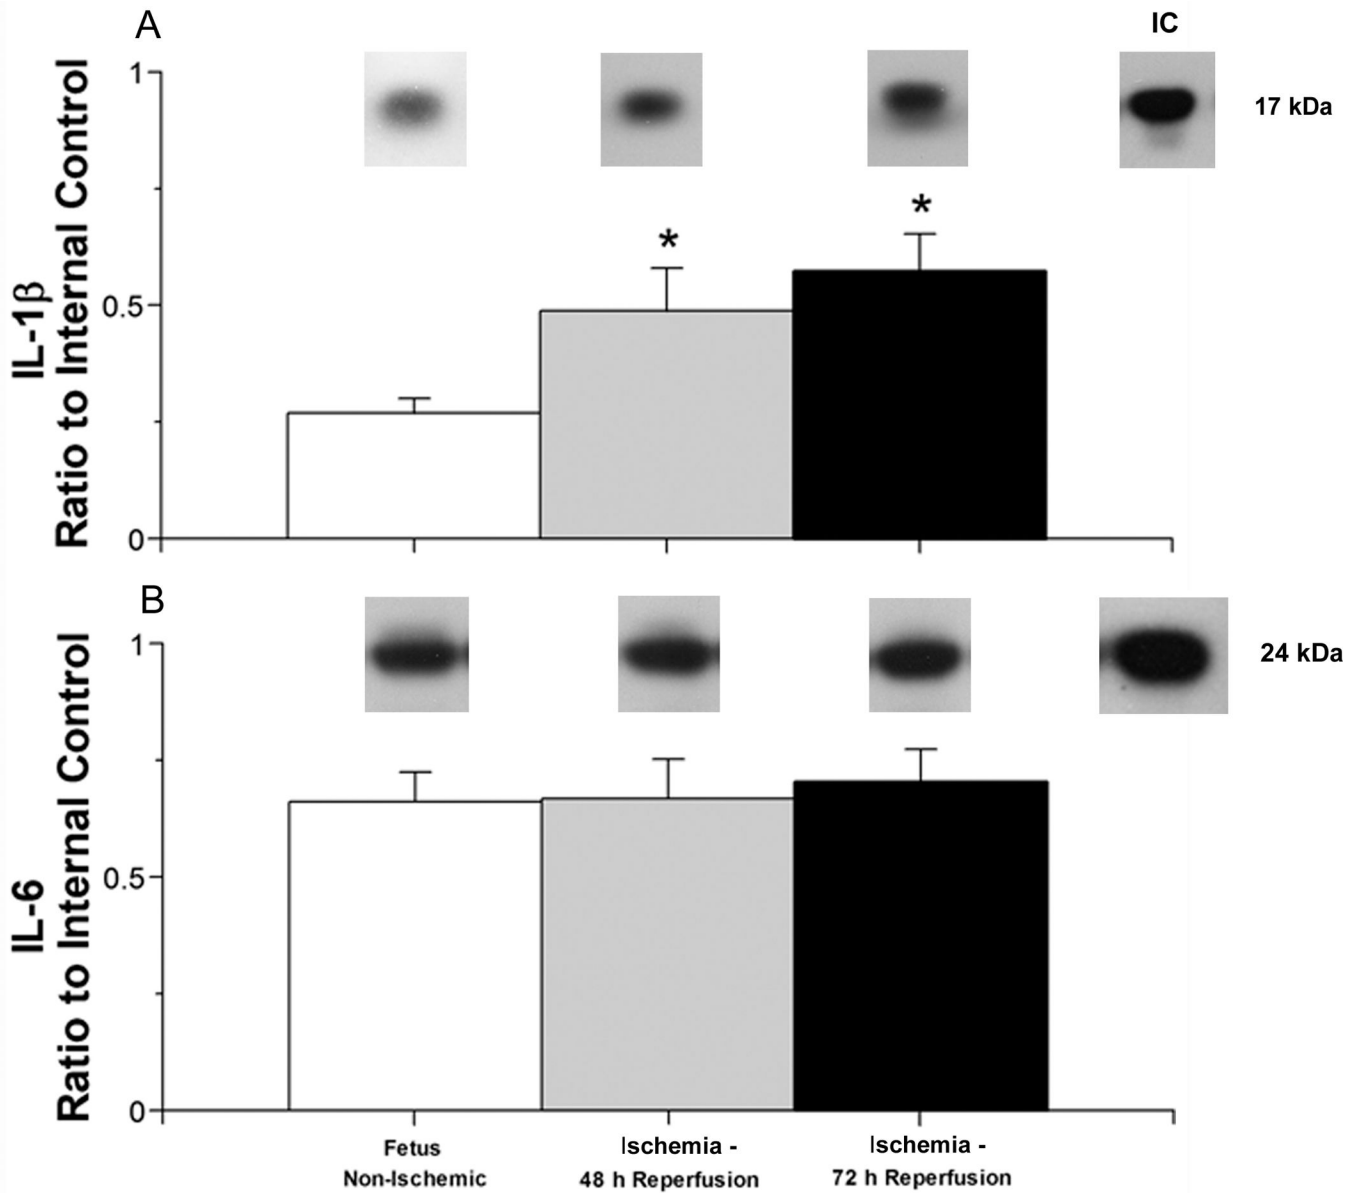 A
IC
17 kDa
IL-1β
Ratio to Internal Control
1
0.5
0
*
*
B
24 kDa
IL-6
Ratio to Internal Control
1
0.5
0
Fetus
Non-Ischemic
Ischemia -
48 h Reperfusion
Ischemia -
72 h Reperfusion